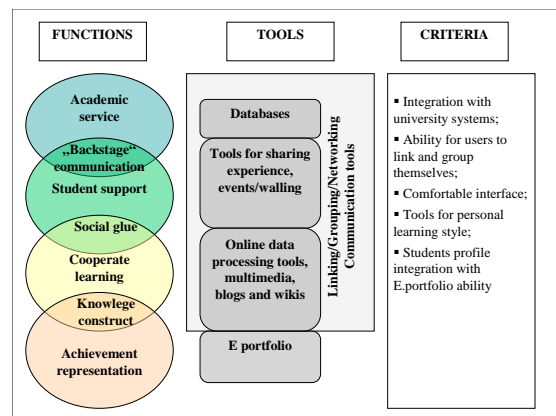 FUNCTIONS
Academic
service
„Backstage"
communication
Student support
Social glue
Cooperate
learning
Knowlege
construct
Achievement
representation
TOOLS
Databases
Tools for sharing
experience,
events/walling
Online data
processing tools,
multimedia,
blogs and wikis
E portfolio
Linking/Grouping/Networking
Communication tools
CRITERIA
▪ Integration with
university systems;
▪ Ability for users to
link and group
themselves;
▪ Comfortable interface;
▪ Tools for personal
learning style;
▪ Students profile
integration with
E.portfolio ability